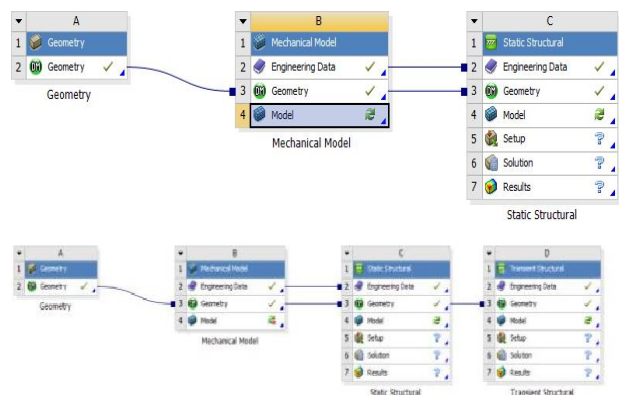 A
1 Geometry
2 Geometry
Geometry
B
1 Mechanical Model
2 Engineering Data
3 Geometry
4 Model
Mechanical Model
C
1 Static Structural
2 Engineering Data
3 Geometry
4 Model
5 Setup
6 Solution
7 Results
Static Structural
A
1 Geometry
2 Geometry
Geometry
B
1 Mechanical Model
2 Engineering Data
3 Geometry
4 Model
Mechanical Model
C
1 Static Structural
2 Engineering Data
3 Geometry
4 Model
5 Setup
6 Solution
7 Results
Static Structural
D
1 Transient Structural
2 Engineering Data
3 Geometry
4 Model
5 Setup
6 Solution
7 Results
Transient Structural